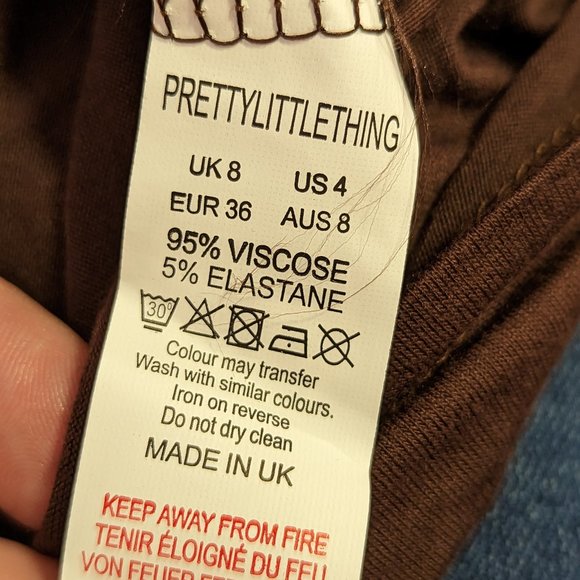 PRETTYLITTLETHING
UK 8 US 4
EUR 36 AUS 8
95% VISCOSE
5% ELASTANE
30°
Colour may transfer
Wash with similar colours.
Iron on reverse
Do not dry clean
MADE IN UK
KEEP AWAY FROM FIRE
TENIR ÉLOIGNÉ DU FEU
VON FEUER